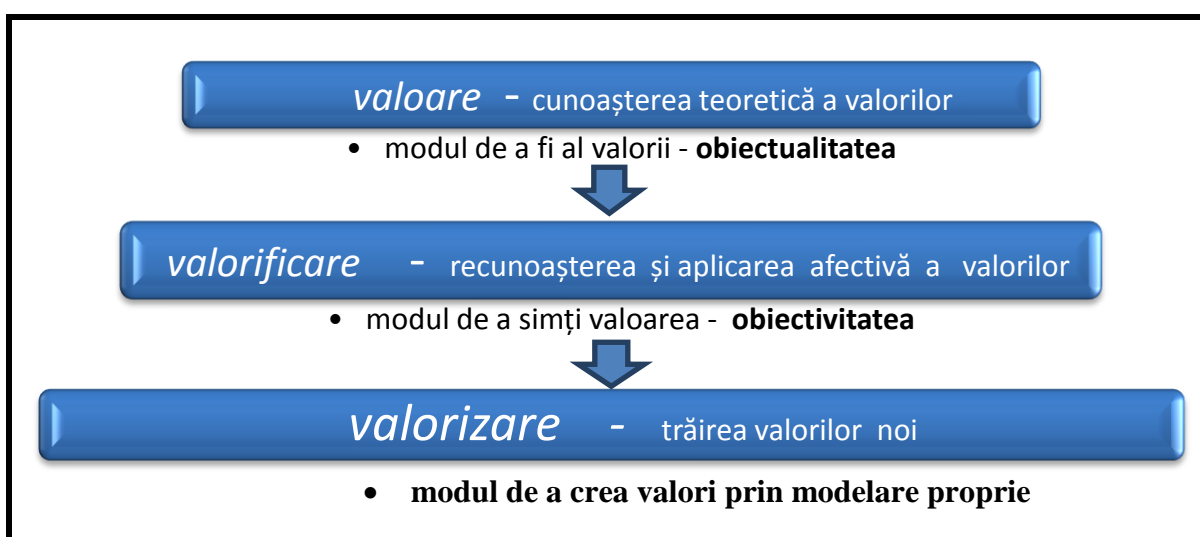 valoare - cunoașterea teoretică a valorilor
• modul de a fi al valorii - obiectualitatea
valorificare - recunoașterea și aplicarea afectivă a valorilor
• modul de a simți valoarea - obiectivitatea
valorizare - trăirea valorilor noi
• modul de a crea valori prin modelare proprie